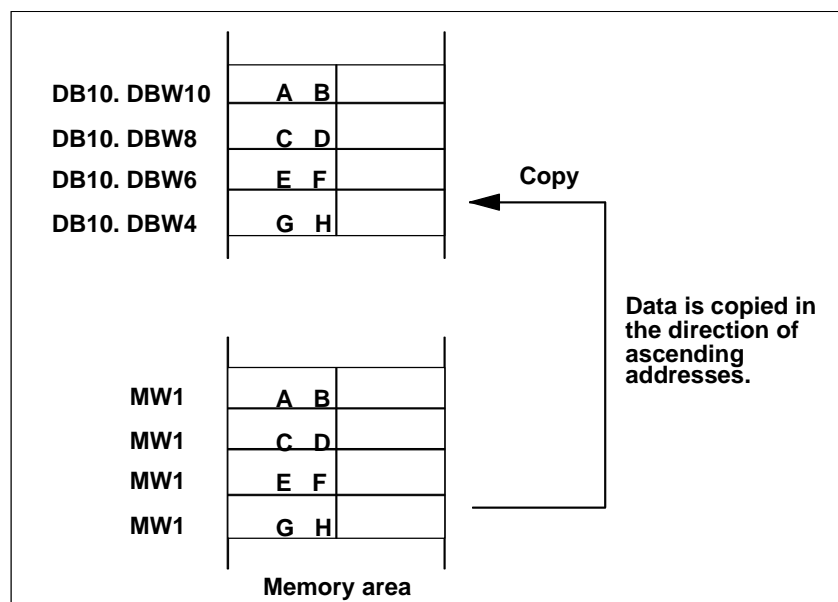 DB10. DBW10 A B
DB10. DBW8 C D
DB10. DBW6 E F
DB10. DBW4 G H
Copy
Data is copied in
the direction of
ascending
addresses.
MW1 A B
MW1 C D
MW1 E F
MW1 G H
Memory area